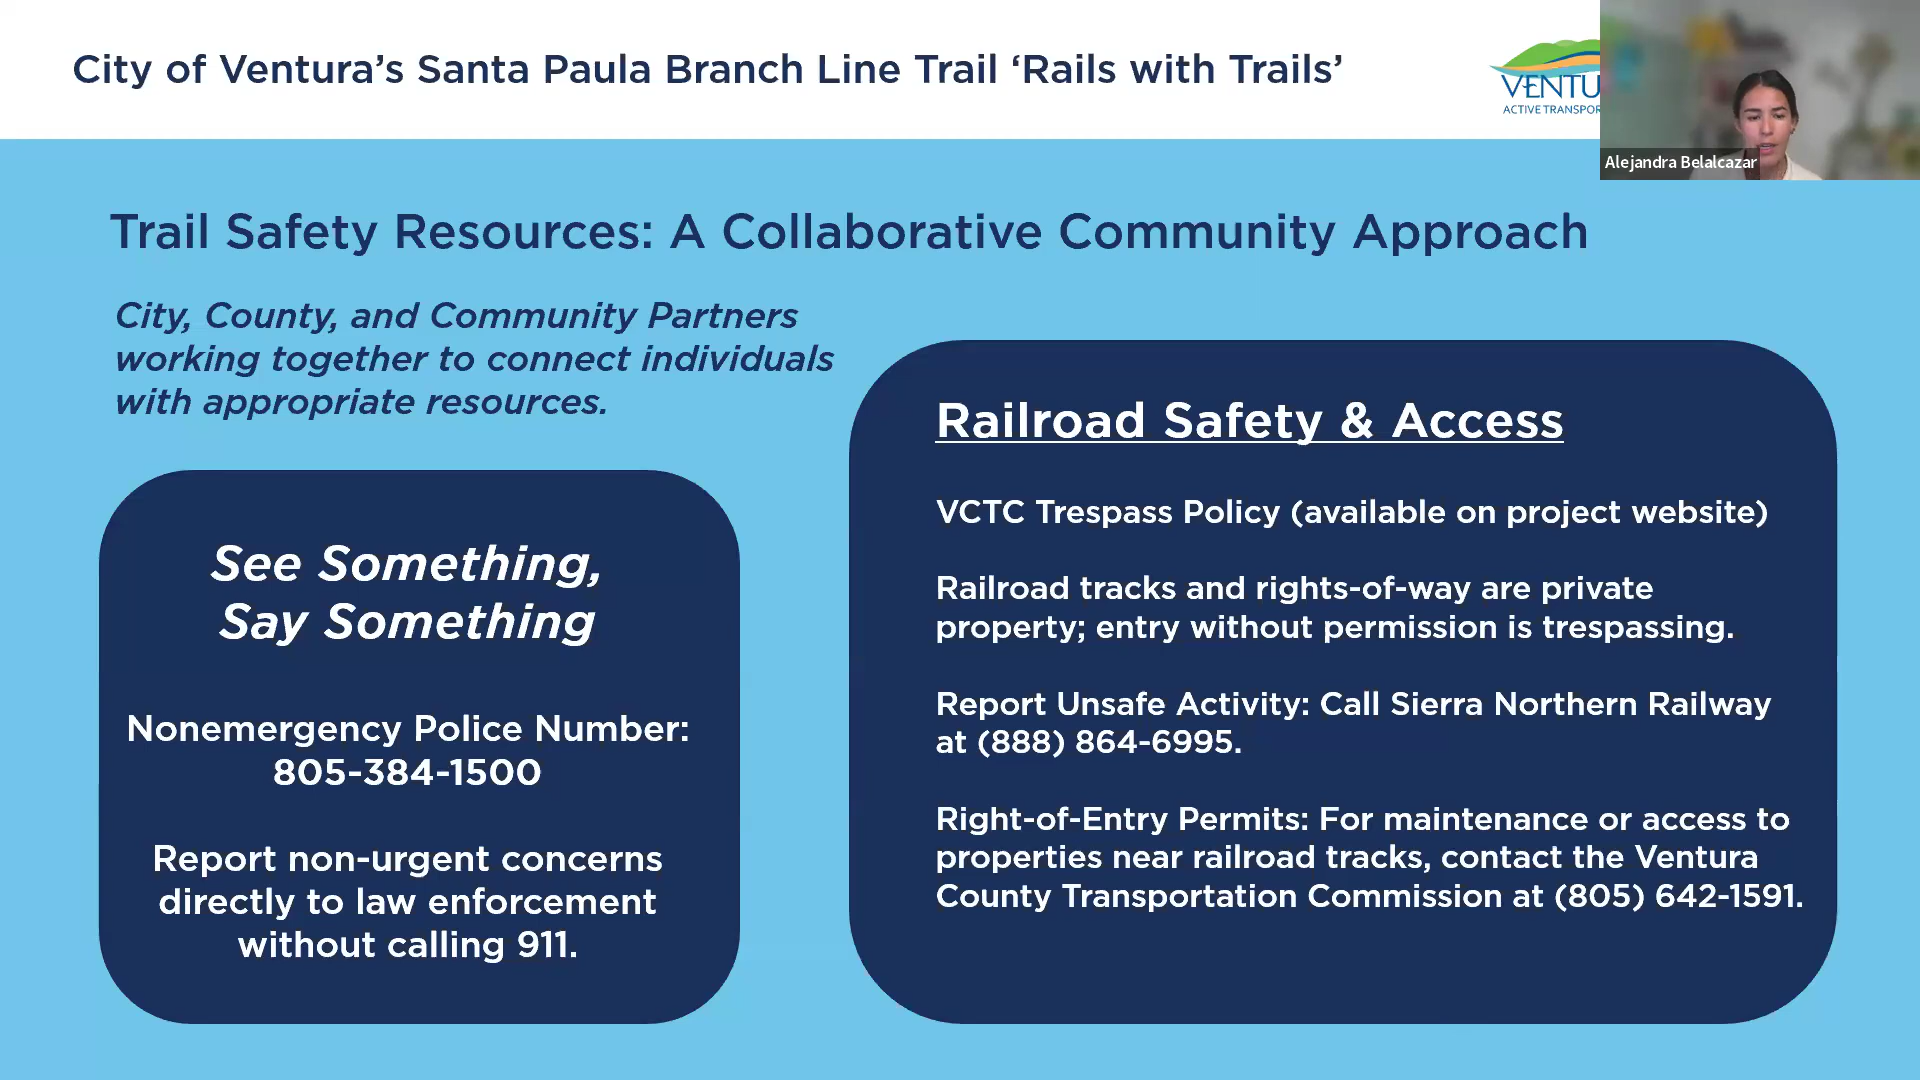 City of Ventura’s Santa Paula Branch Line Trail ‘Rails with Trails’
VENTU
ACTIVE TRANSPOR
Alejandra Belalcazar
Trail Safety Resources: A Collaborative Community Approach
City, County, and Community Partners
working together to connect individuals
with appropriate resources.
See Something,
Say Something
Nonemergency Police Number:
805-384-1500
Report non-urgent concerns
directly to law enforcement
without calling 911.
Railroad Safety & Access
VCTC Trespass Policy (available on project website)
Railroad tracks and rights-of-way are private
property; entry without permission is trespassing.
Report Unsafe Activity: Call Sierra Northern Railway
at (888) 864-6995.
Right-of-Entry Permits: For maintenance or access to
properties near railroad tracks, contact the Ventura
County Transportation Commission at (805) 642-1591.